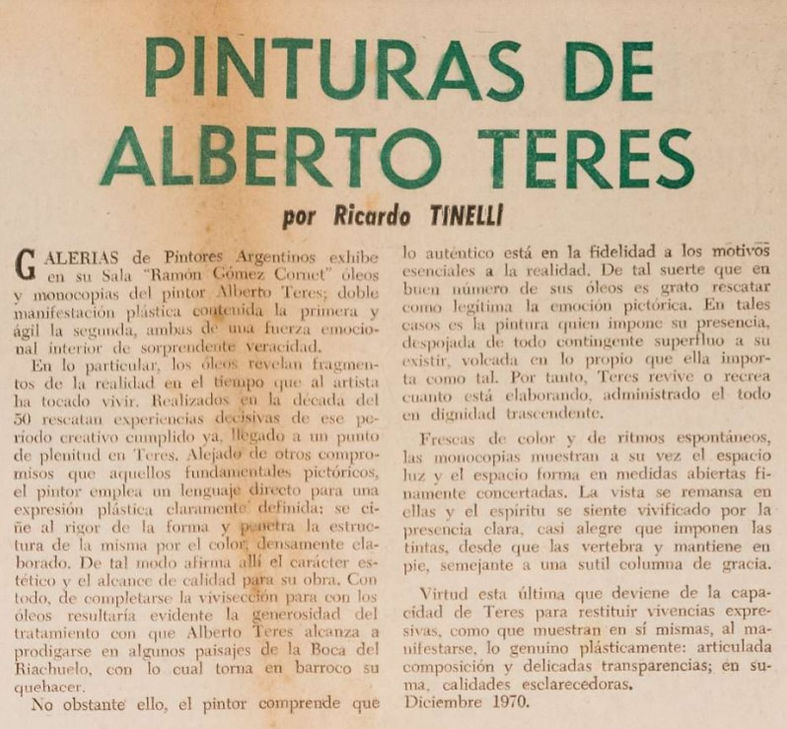 PINTURAS DE
ALBERTO TERES
por Ricardo TINELLI
GALERIAS de Pintores Argentinos exhibe
en su Sala "Ramón Gómez Cornet" óleos
y monocopias del pintor Alberto Teres; doble
manifestación plástica contenida la primera y
ágil la segunda, ambas de una fuerza emocio-
nal interior de sorprendente veracidad.
En lo particular, los óleos revelan fragmen-
tos de la realidad en el tiempo que al artista
ha tocado vivir. Realizados en la década del
50 rescatan experiencias decisivas de ese pe-
ríodo creativo cumplido ya, llegado a un punto
de plenitud en Teres. Alejado de otros compro-
misos que aquellos fundamentales pictóricos,
el pintor emplea un lenguaje directo para una
expresión plástica claramente definida: se ci-
ñe al rigor de la forma y penetra la estruc-
tura de la misma por el color, densamente ela-
borado. De tal modo afirma allí el carácter es-
tético y el alcance de calidad para su obra. Con
todo, de completarse la vivisección para con los
óleos resultaría evidente la generosidad del
tratamiento con que Alberto Teres alcanza a
prodigarse en algunos paisajes de la Boca del
Riachuelo, con lo cual torna en barroco su
quehacer.
No obstante ello, el pintor comprende que
lo auténtico está en la fidelidad a los motivos
esenciales a la realidad. De tal suerte que en
buen número de sus óleos es grato rescatar
como legítima la emoción pictórica. En tales
casos es la pintura quien impone su presencia,
despojada de todo contingente superfluo a su
existir, volcada en lo propio que ella impor-
ta como tal. Por tanto, Teres revive o recrea
cuanto está elaborando, administrado el todo
en dignidad trascendente.
Frescas de color y de ritmos espontáneos,
las monocopias muestran a su vez el espacio
luz y el espacio forma en medidas abiertas fi-
namente concertadas. La vista se remansa en
ellas y el espíritu se siente vivificado por la
presencia clara, casi alegre que imponen las
tintas, desde que las vertebra y mantiene en
pie, semejante a una sutil columna de gracia.
Virtud esta última que deviene de la capa-
cidad de Teres para restituir vivencias expre-
sivas, como que muestran en sí mismas, al ma-
nifestarse, lo genuino plásticamente: articulada
composición y delicadas transparencias; en su-
ma, calidades esclarecedoras.
Diciembre 1970.